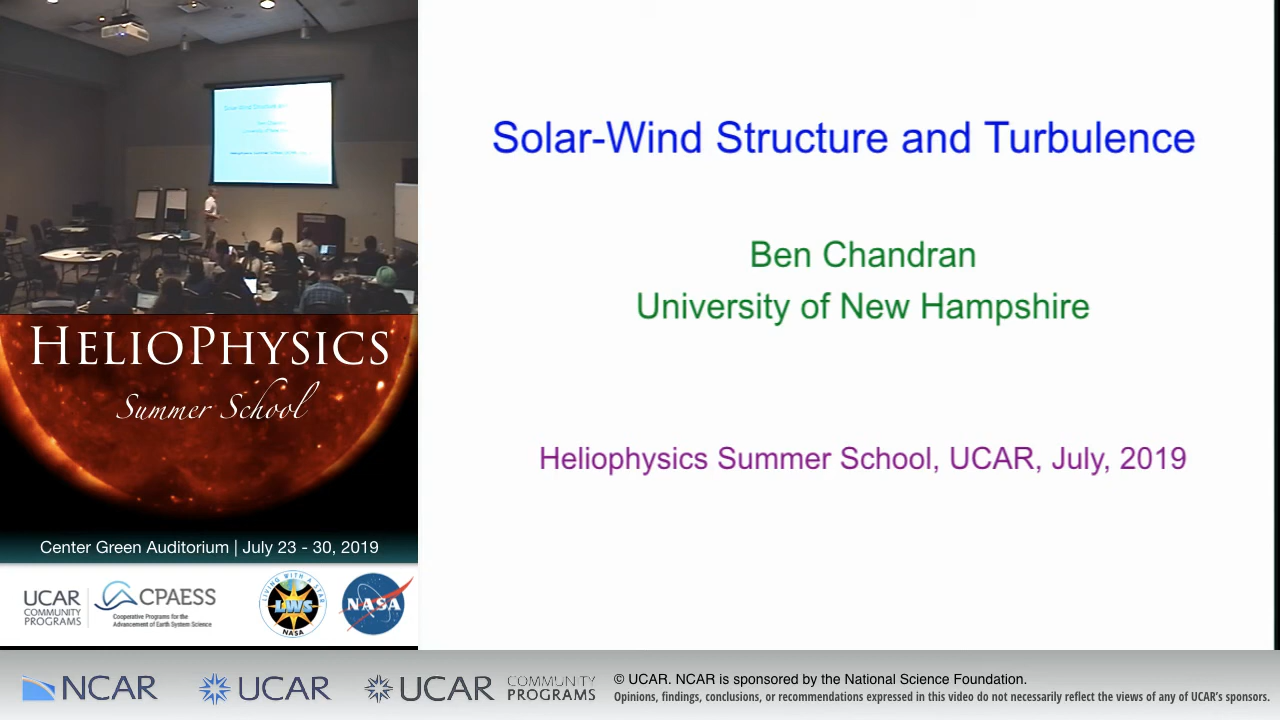 Solar-Wind Structure and Turbulence
Ben Chandran
University of New Hampshire
Heliophysics Summer School, UCAR, July, 2019
HELIOPHYSICS
Summer School
Center Green Auditorium | July 23 - 30, 2019
UCAR
COMMUNITY
PROGRAMS
CPAESS
Cooperative Programs for the
Advancement of Earth System Science
LIVING WITH A STAR
LWS
NASA
NASA
NCAR
UCAR
UCAR
COMMUNITY
PROGRAMS
© UCAR. NCAR is sponsored by the National Science Foundation.
Opinions, findings, conclusions, or recommendations expressed in this video do not necessarily reflect the views of any of UCAR's sponsors.